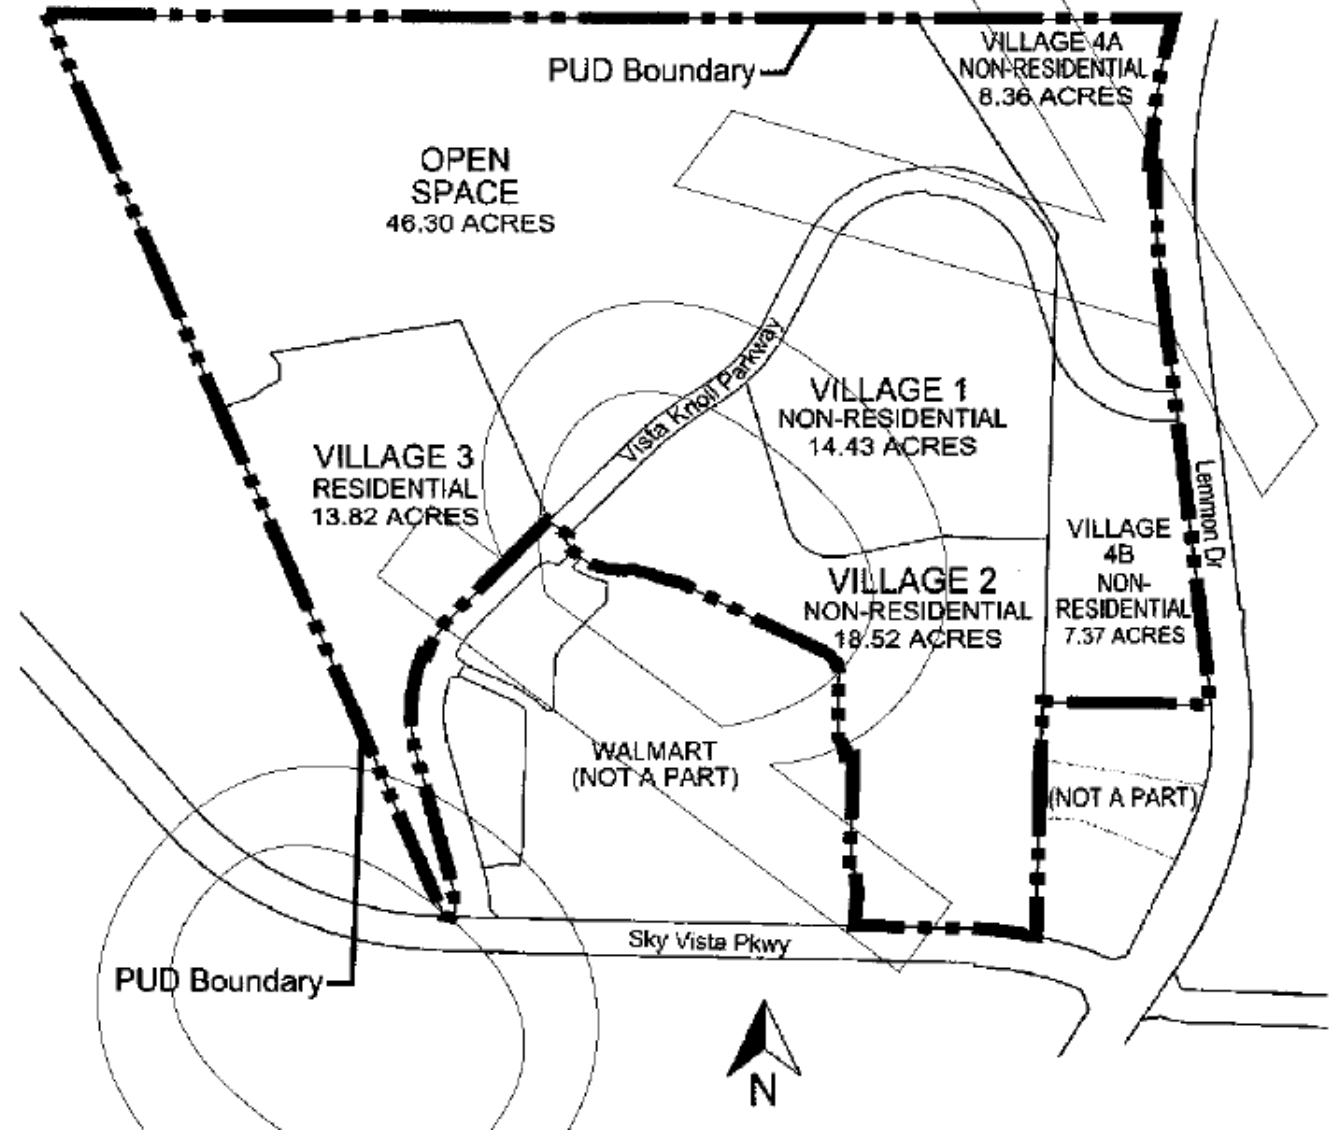 VILLAGE 4A
NON-RESIDENTIAL
8.36 ACRES
PUD Boundary
OPEN
SPACE
46.30 ACRES
Vista Knoll Parkway
VILLAGE 1
NON-RESIDENTIAL
14.43 ACRES
VILLAGE 3
RESIDENTIAL
13.82 ACRES
Lemmon Dr
VILLAGE
4B
NON-
RESIDENTIAL
7.37 ACRES
VILLAGE 2
NON-RESIDENTIAL
18.52 ACRES
WALMART
(NOT A PART)
(NOT A PART)
Sky Vista Pkwy
PUD Boundary
N